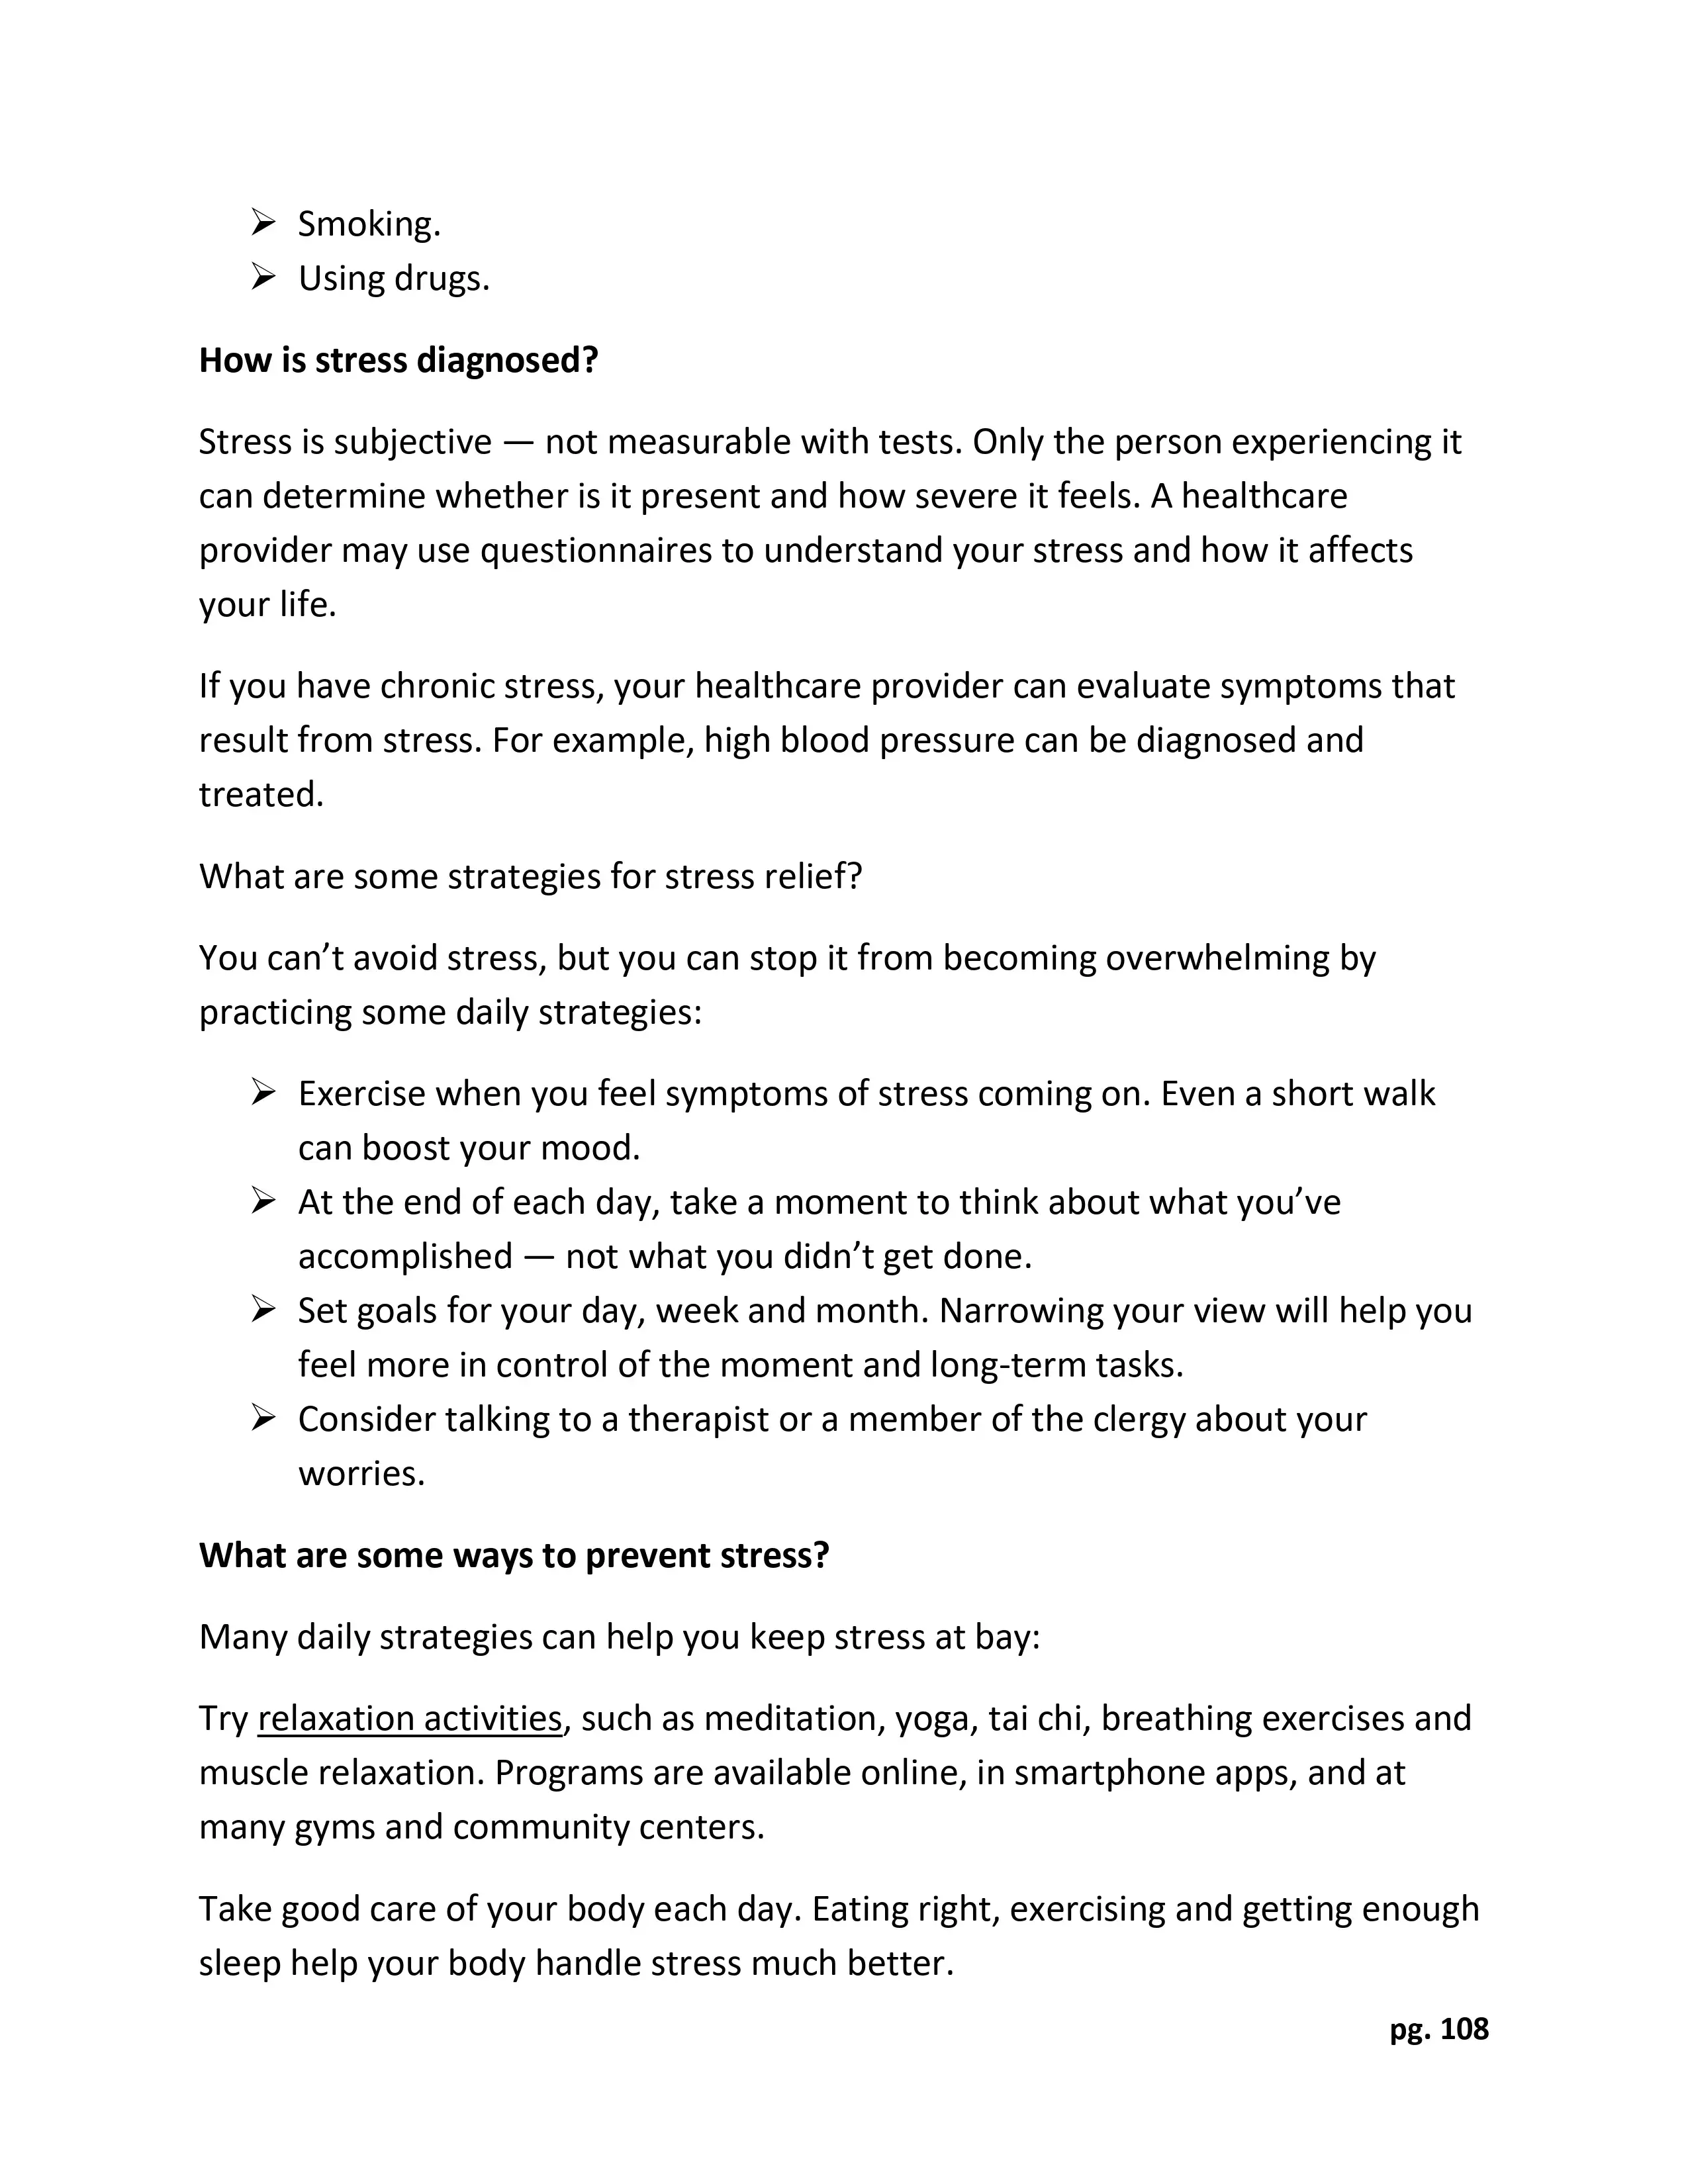 ➢ Smoking.
➢ Using drugs.
How is stress diagnosed?
Stress is subjective — not measurable with tests. Only the person experiencing it
can determine whether is it present and how severe it feels. A healthcare
provider may use questionnaires to understand your stress and how it affects
your life.
If you have chronic stress, your healthcare provider can evaluate symptoms that
result from stress. For example, high blood pressure can be diagnosed and
treated.
What are some strategies for stress relief?
You can’t avoid stress, but you can stop it from becoming overwhelming by
practicing some daily strategies:
➢ Exercise when you feel symptoms of stress coming on. Even a short walk
can boost your mood.
➢ At the end of each day, take a moment to think about what you’ve
accomplished — not what you didn’t get done.
➢ Set goals for your day, week and month. Narrowing your view will help you
feel more in control of the moment and long-term tasks.
➢ Consider talking to a therapist or a member of the clergy about your
worries.
What are some ways to prevent stress?
Many daily strategies can help you keep stress at bay:
Try relaxation activities, such as meditation, yoga, tai chi, breathing exercises and
muscle relaxation. Programs are available online, in smartphone apps, and at
many gyms and community centers.
Take good care of your body each day. Eating right, exercising and getting enough
sleep help your body handle stress much better.
pg. 108